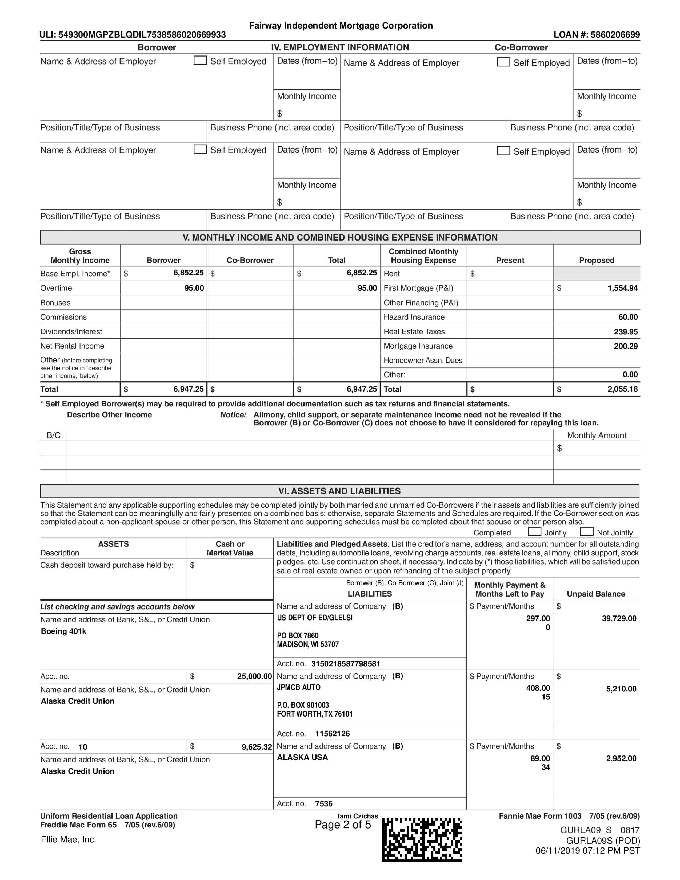 Fairway Independent Mortgage Corporation
ULI: 549300MGPZBLQDIL7538586020669933 LOAN #: 5860206699
Borrower IV. EMPLOYMENT INFORMATION Co-Borrower
Name & Address of Employer Self Employed Dates (from–to) Name & Address of Employer Self Employed Dates (from–to)
Monthly Income Monthly Income
$ $
Position/Title/Type of Business Business Phone (incl. area code) Position/Title/Type of Business Business Phone (incl. area code)
Name & Address of Employer Self Employed Dates (from–to) Name & Address of Employer Self Employed Dates (from–to)
Monthly Income Monthly Income
$ $
Position/Title/Type of Business Business Phone (incl. area code) Position/Title/Type of Business Business Phone (incl. area code)
V. MONTHLY INCOME AND COMBINED HOUSING EXPENSE INFORMATION
Gross Monthly Income Borrower Co-Borrower Total Combined Monthly Housing Expense Present Proposed
Base Empl. Income* $ 6,852.25 $ $ 6,852.25 Rent $
Overtime 95.00 95.00 First Mortgage (P&I) $ 1,554.94
Bonuses Other Financing (P&I)
Commissions Hazard Insurance 60.00
Dividends/Interest Real Estate Taxes 239.95
Net Rental Income Mortgage Insurance 200.29
Other (before completing, Homeowner Assn. Dues
see the notice in "describe
other income," below) Other: 0.00
Total $ 6,947.25 $ $ 6,947.25 Total $ $ 2,055.18
* Self Employed Borrower(s) may be required to provide additional documentation such as tax returns and financial statements.
Describe Other Income Notice: Alimony, child support, or separate maintenance income need not be revealed if the
Borrower (B) or Co-Borrower (C) does not choose to have it considered for repaying this loan.
B/C Monthly Amount
$
VI. ASSETS AND LIABILITIES
This Statement and any applicable supporting schedules may be completed jointly by both married and unmarried Co-Borrowers if their assets and liabilities are sufficiently joined
so that the Statement can be meaningfully and fairly presented on a combined basis; otherwise, separate Statements and Schedules are required. If the Co-Borrower section was
completed about a non-applicant spouse or other person, this Statement and supporting schedules must be completed about that spouse or other person also.
Completed Jointly Not Jointly
ASSETS Cash or Market Value
Description
Cash deposit toward purchase held by: $
Liabilities and Pledged Assets. List the creditor's name, address, and account number for all outstanding
debts, including automobile loans, revolving charge accounts, real estate loans, alimony, child support, stock
pledges, etc. Use continuation sheet, if necessary. Indicate by (*) those liabilities, which will be satisfied upon
sale of real estate owned or upon refinancing of the subject property.
Borrower (B), Co-Borrower (C), Joint (J)
LIABILITIES Monthly Payment & Months Left to Pay Unpaid Balance
List checking and savings accounts below Name and address of Company (B) $ Payment/Months $
Name and address of Bank, S&L, or Credit Union US DEPT OF ED/GLELSI 297.00 39,729.00
0
Boeing 401k
PO BOX 7860
MADISON, WI 53707
Acct. no. 3150218587798581
Acct. no. $ 25,000.00 Name and address of Company (B) $ Payment/Months $
Name and address of Bank, S&L, or Credit Union JPMCB AUTO 408.00 5,210.00
15
Alaska Credit Union
P.O. BOX 901003
FORT WORTH, TX 76101
Acct. no. 11562126
Acct. no. 10 $ 9,625.32 Name and address of Company (B) $ Payment/Months $
Name and address of Bank, S&L, or Credit Union ALASKA USA 89.00 2,952.00
34
Alaska Credit Union
Acct. no. 7536
Uniform Residential Loan Application Fannie Mae Form 1003 7/05 (rev.6/09)
Freddie Mac Form 65 7/05 (rev.6/09) Page 2 of 5
GURLA09_S 0817
Ellie Mae, Inc. GURLA09S (POD)
06/11/2019 07:12 PM PST